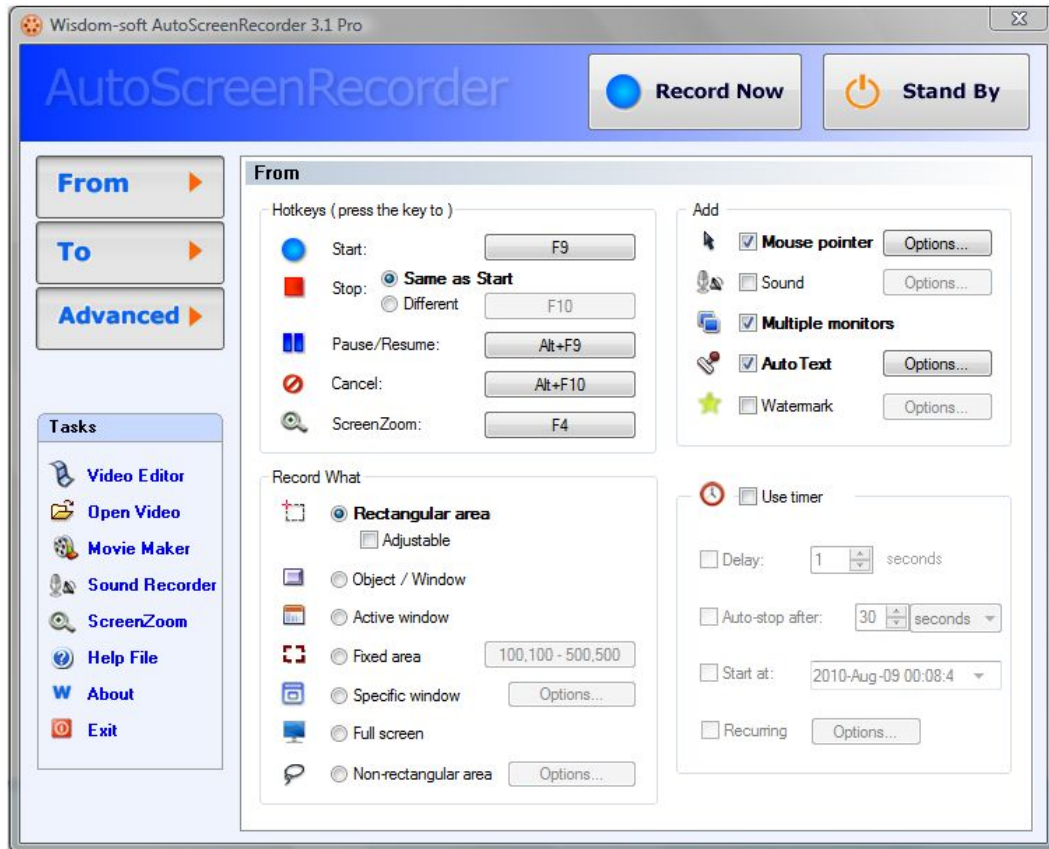 Wisdom-soft AutoScreenRecorder 3.1 Pro
AutoScreenRecorder
Record Now
Stand By
From
To
Advanced
Tasks
Video Editor
Open Video
Movie Maker
Sound Recorder
ScreenZoom
Help File
About
Exit
From
Hotkeys ( press the key to )
Start: F9
Stop: Same as Start
Different F10
Pause/Resume: Alt+F9
Cancel: Alt+F10
ScreenZoom: F4
Add
Mouse pointer Options...
Sound Options...
Multiple monitors
AutoText Options...
Watermark Options...
Record What
Rectangular area
Adjustable
Object / Window
Active window
Fixed area 100,100 - 500,500
Specific window Options...
Full screen
Non-rectangular area Options...
Use timer
Delay: 1 seconds
Auto-stop after: 30 seconds
Start at: 2010-Aug-09 00:08:4
Recurring Options...